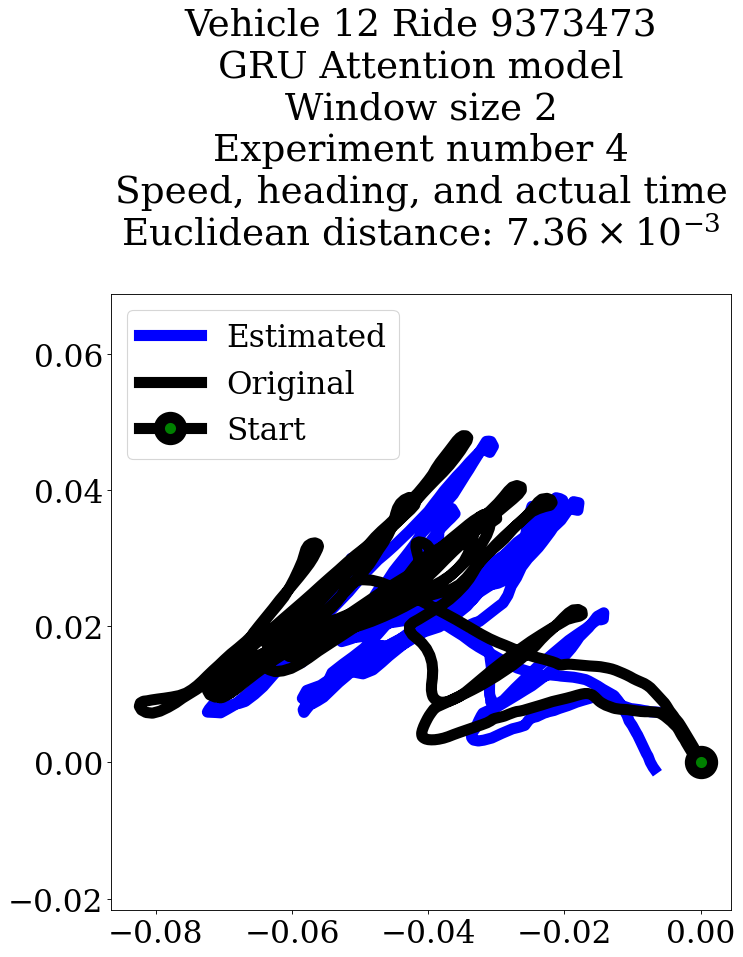 Vehicle 12 Ride 9373473
GRU Attention model
Window size 2
Experiment number 4
Speed, heading, and actual time
Euclidean distance: 7.36 × 10⁻³
Estimated
Original
Start
0.06
0.04
0.02
0.00
−0.02
−0.08
−0.06
−0.04
−0.02
0.00